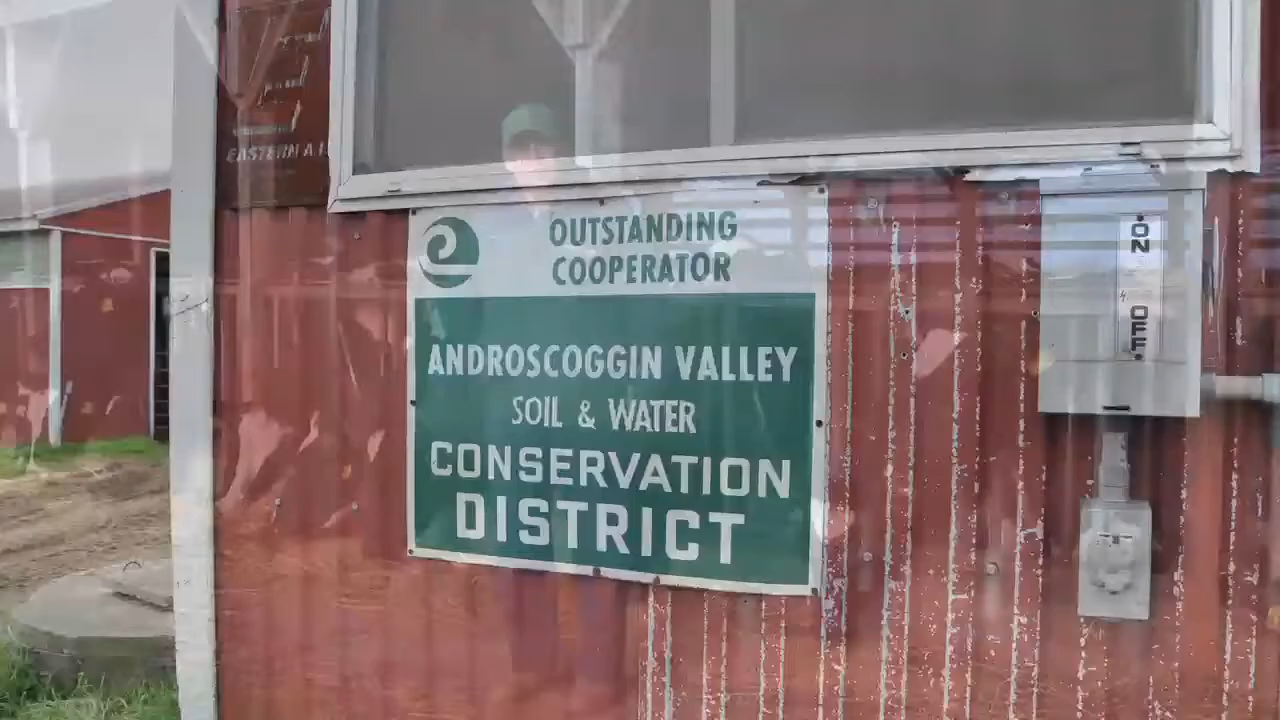 EASTERN A.I.
OUTSTANDING
COOPERATOR
ANDROSCOGGIN VALLEY
SOIL & WATER
CONSERVATION
DISTRICT
ON
OFF